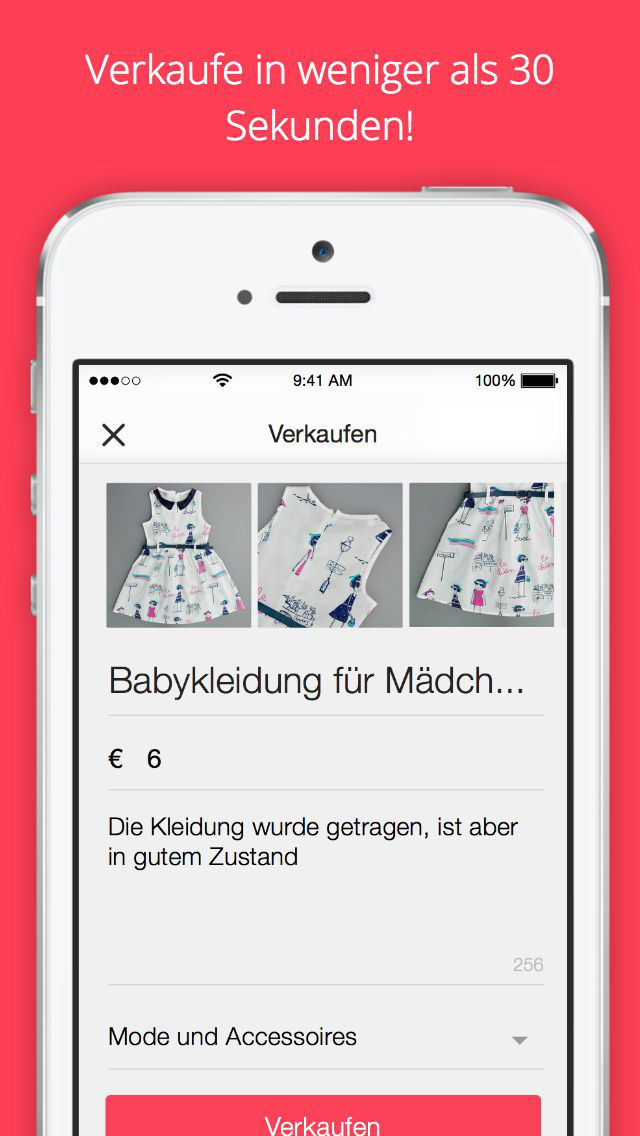 Verkaufe in weniger als 30
Sekunden!
9:41 AM
100%
Verkaufen
Babykleidung für Mädch...
€ 6
Die Kleidung wurde getragen, ist aber
in gutem Zustand
256
Mode und Accessoires
Verkaufen